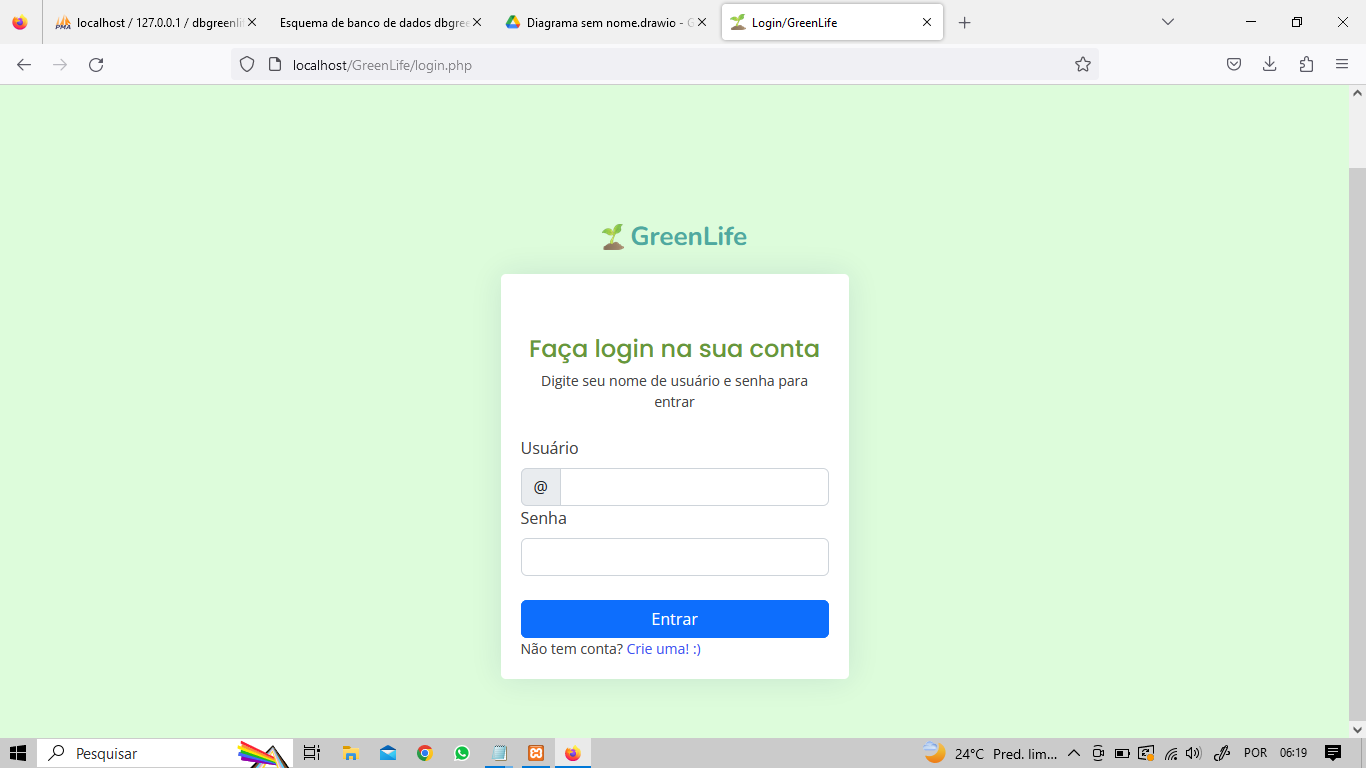 localhost / 127.0.0.1 / dbgreenlif
Esquema de banco de dados dbgree
Diagrama sem nome.drawio - G
Login/GreenLife
localhost/GreenLife/login.php
GreenLife
Faça login na sua conta
Digite seu nome de usuário e senha para
entrar
Usuário
@
Senha
Entrar
Não tem conta? Crie uma! :)
Pesquisar
24°C Pred. lim...
POR
06:19